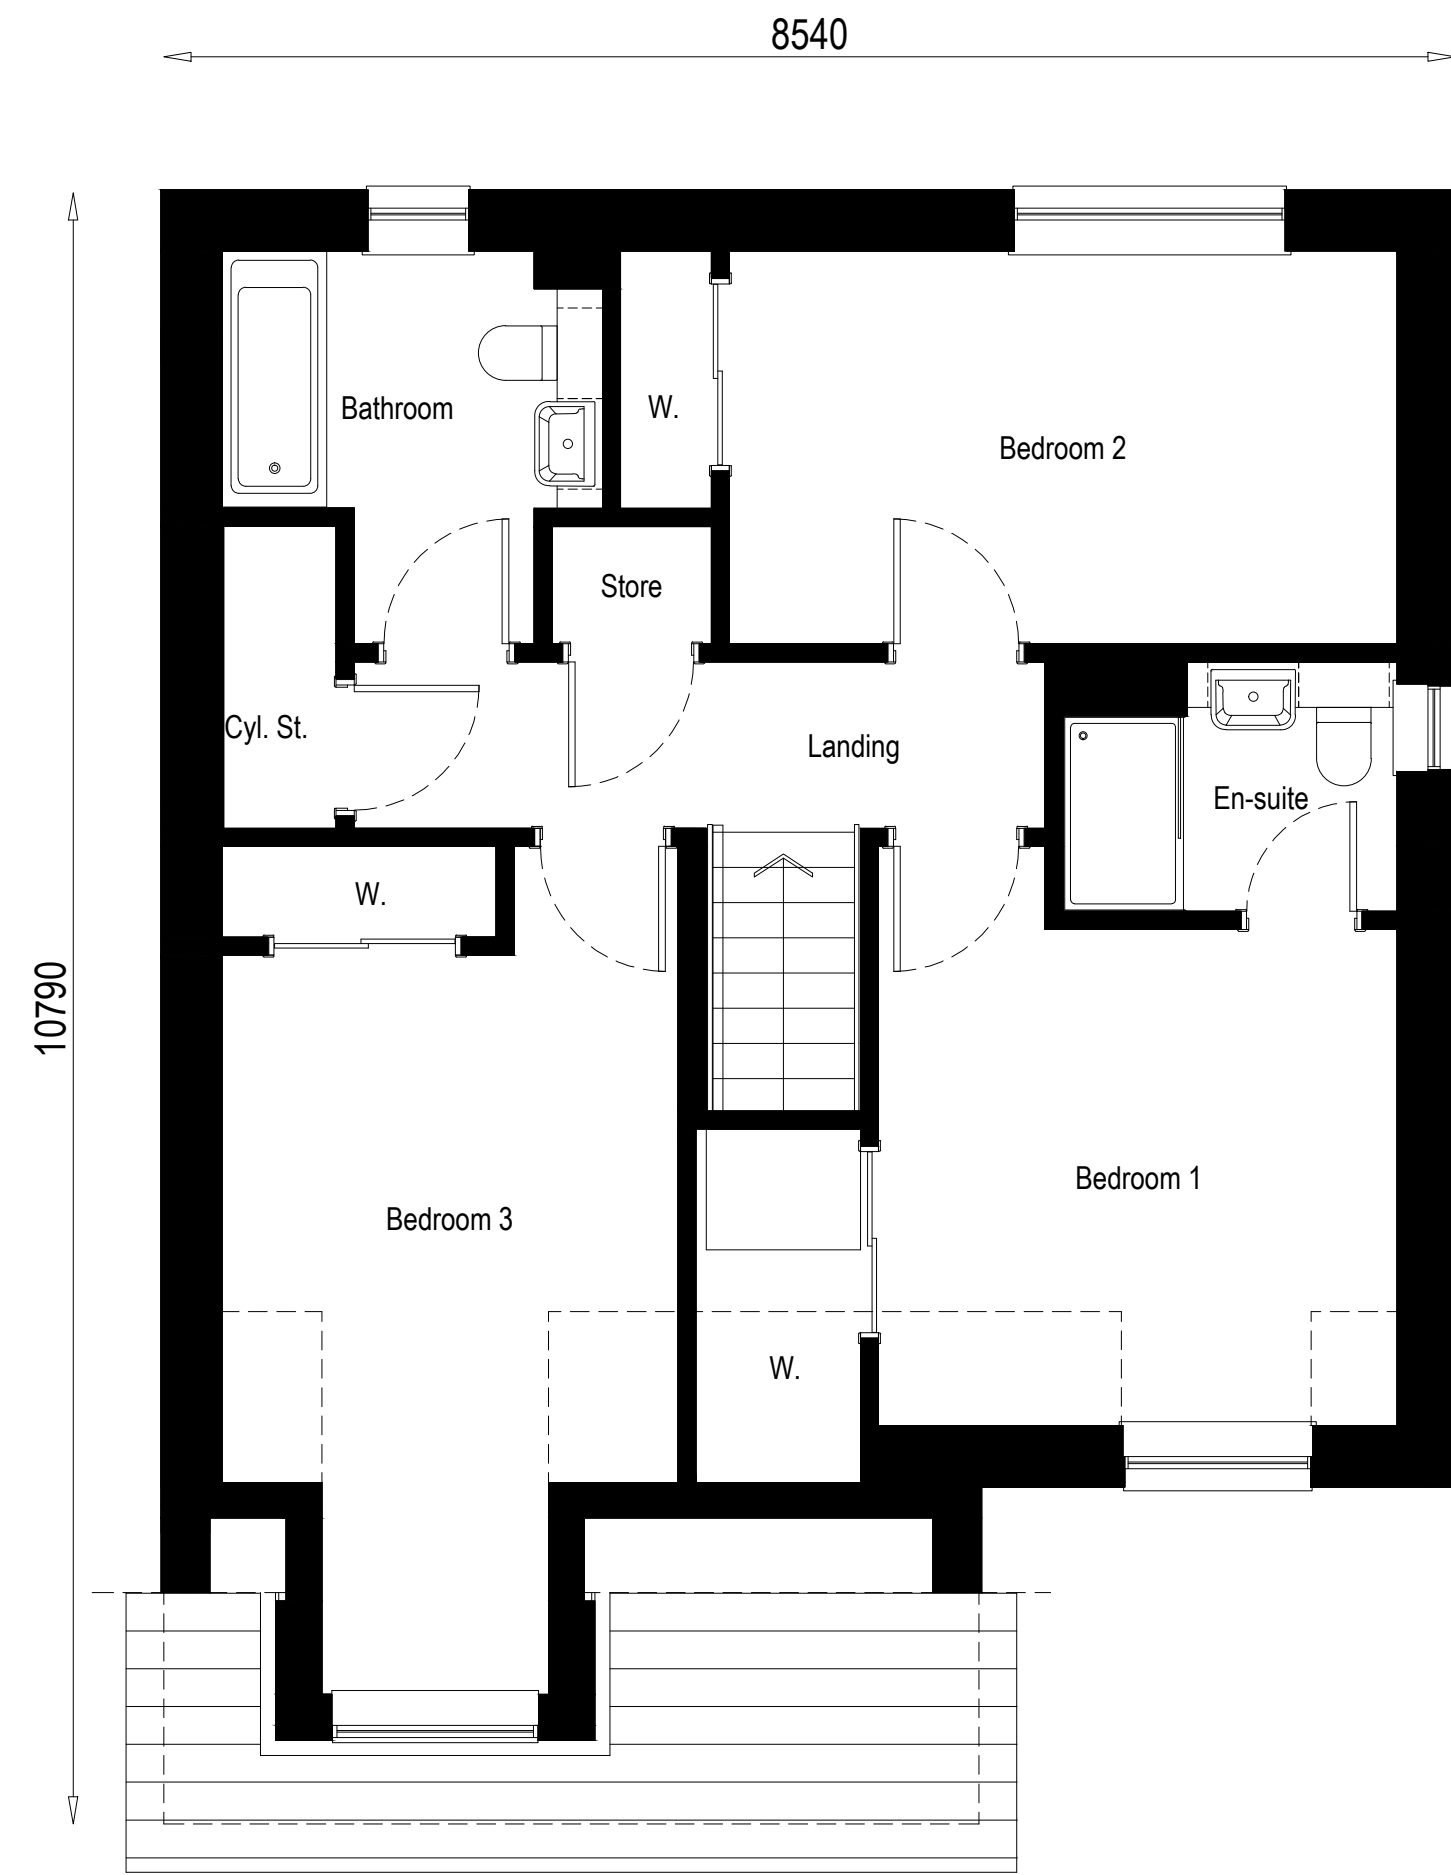 8540
Bathroom
W.
Bedroom 2
Store
Cyl. St.
Landing
En-suite
W.
10790
Bedroom 1
Bedroom 3
W.